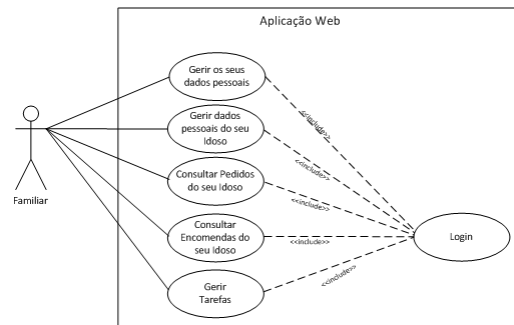 Aplicação Web
Gerir os seus
dados pessoais
<<include>>
Gerir dados
pessoais do seu
Idoso
<<include>>
Consultar Pedidos
do seu Idoso
<<include>>
Familiar
Consultar
Encomendas do
seu Idoso
<<include>>
Login
Gerir
Tarefas
<<include>>